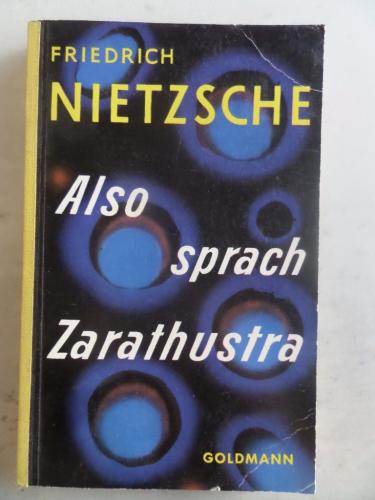 FRIEDRICH
NIETZSCHE
Also
sprach
Zarathustra
GOLDMANN